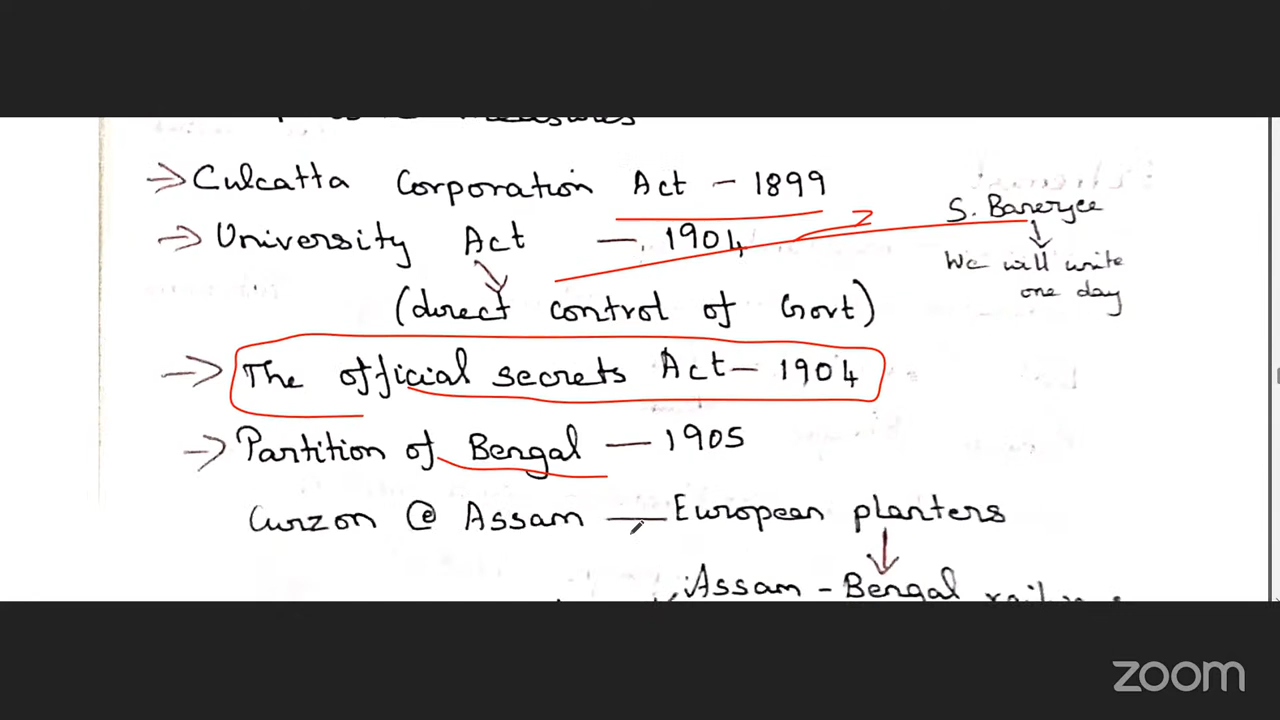 measures
→ Culcatta Corporation Act - 1899
→ University Act - 1904
S. Banerjee
We will write
one day
(direct control of Govt)
→ The official secrets Act - 1904
→ Partition of Bengal - 1905
Curzon @ Assam - European planters
Assam - Bengal
zoom